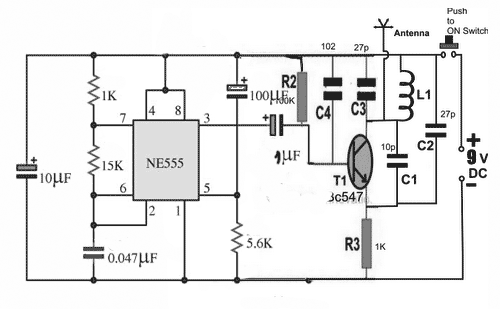 Push
to
ON Switch
Antenna
102
27p
R2
100K
C4
C3
L1
1K
4
8
100µF
7
3
NE555
27p
C2
15K
1µF
10p
C1
+
9 V
DC
−
T1
Bc547
10µF
6
5
2
1
5.6K
R3
1K
0.047µF